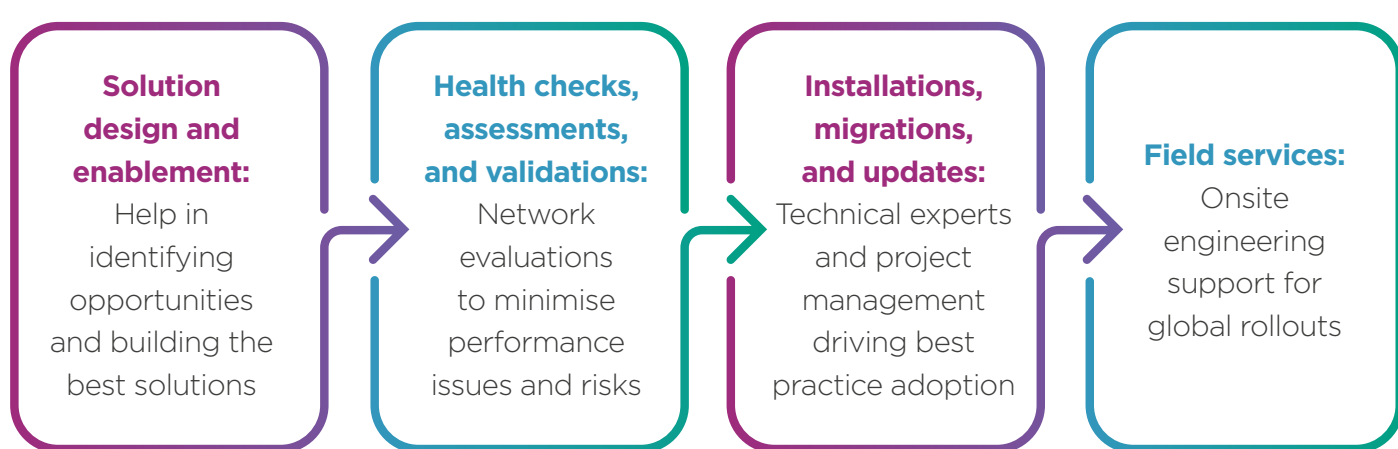 Solution
design and
enablement:
Help in
identifying
opportunities
and building the
best solutions
Health checks,
assessments,
and validations:
Network
evaluations
to minimise
performance
issues and risks
Installations,
migrations,
and updates:
Technical experts
and project
management
driving best
practice adoption
Field services:
Onsite
engineering
support for
global rollouts